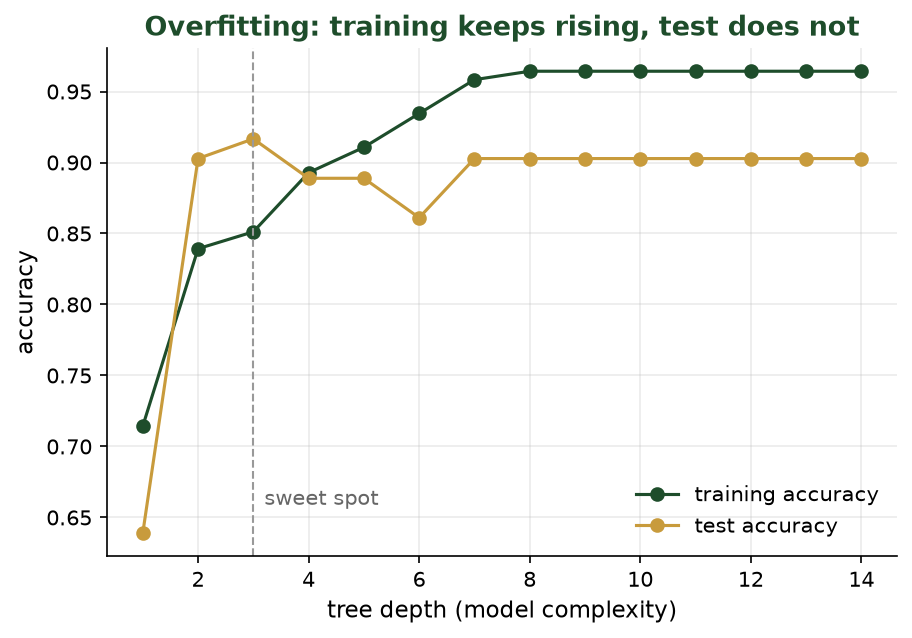 Overfitting: training keeps rising, test does not
accuracy
0.95
0.90
0.85
0.80
0.75
0.70
0.65
sweet spot
training accuracy
test accuracy
2 4 6 8 10 12 14
tree depth (model complexity)